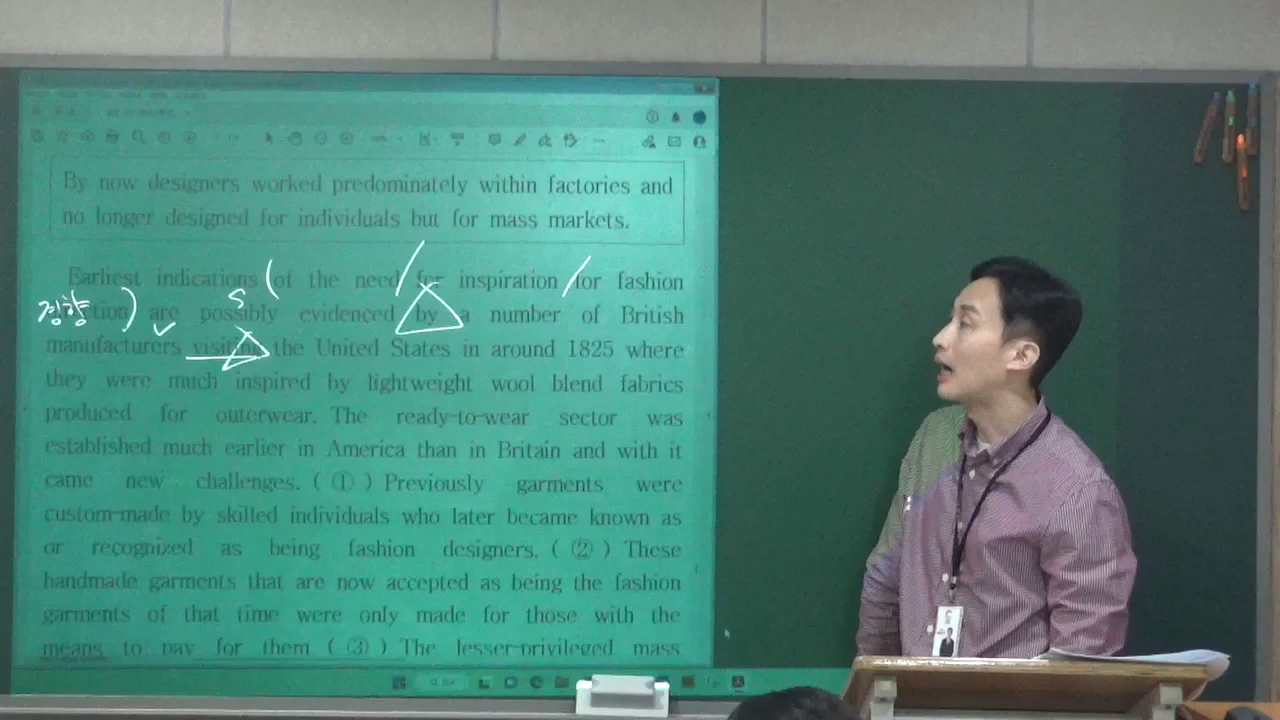 By now designers worked predominately within factories and
no longer designed for individuals but for mass markets.
Earliest indications of the need for inspiration for fashion
are possibly evidenced by a number of British
manufacturers visiting the United States in around 1825 where
they were much inspired by lightweight wool blend fabrics
produced for outerwear. The ready-to-wear sector was
established much earlier in America than in Britain and with it
came new challenges. ( ① ) Previously garments were
custom-made by skilled individuals who later became known as
or recognized as being fashion designers. ( ② ) These
handmade garments that are now accepted as being the fashion
garments of that time were only made for those with the
means to pay for them. ( ③ ) The lesser-privileged mass
S
경향